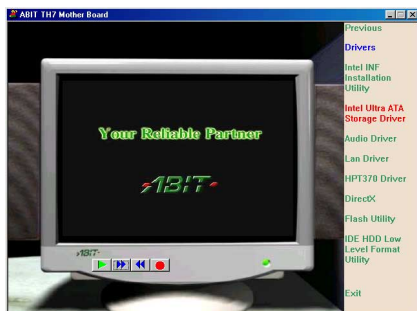 ABIT TH7 Mother Board
Previous
Drivers
Intel INF
Installation
Utility
Intel Ultra ATA
Storage Driver
Audio Driver
Lan Driver
HPT370 Driver
DirectX
Flash Utility
IDE HDD Low
Level Format
Utility
Exit
Your Reliable Partner
ABIT
ABIT